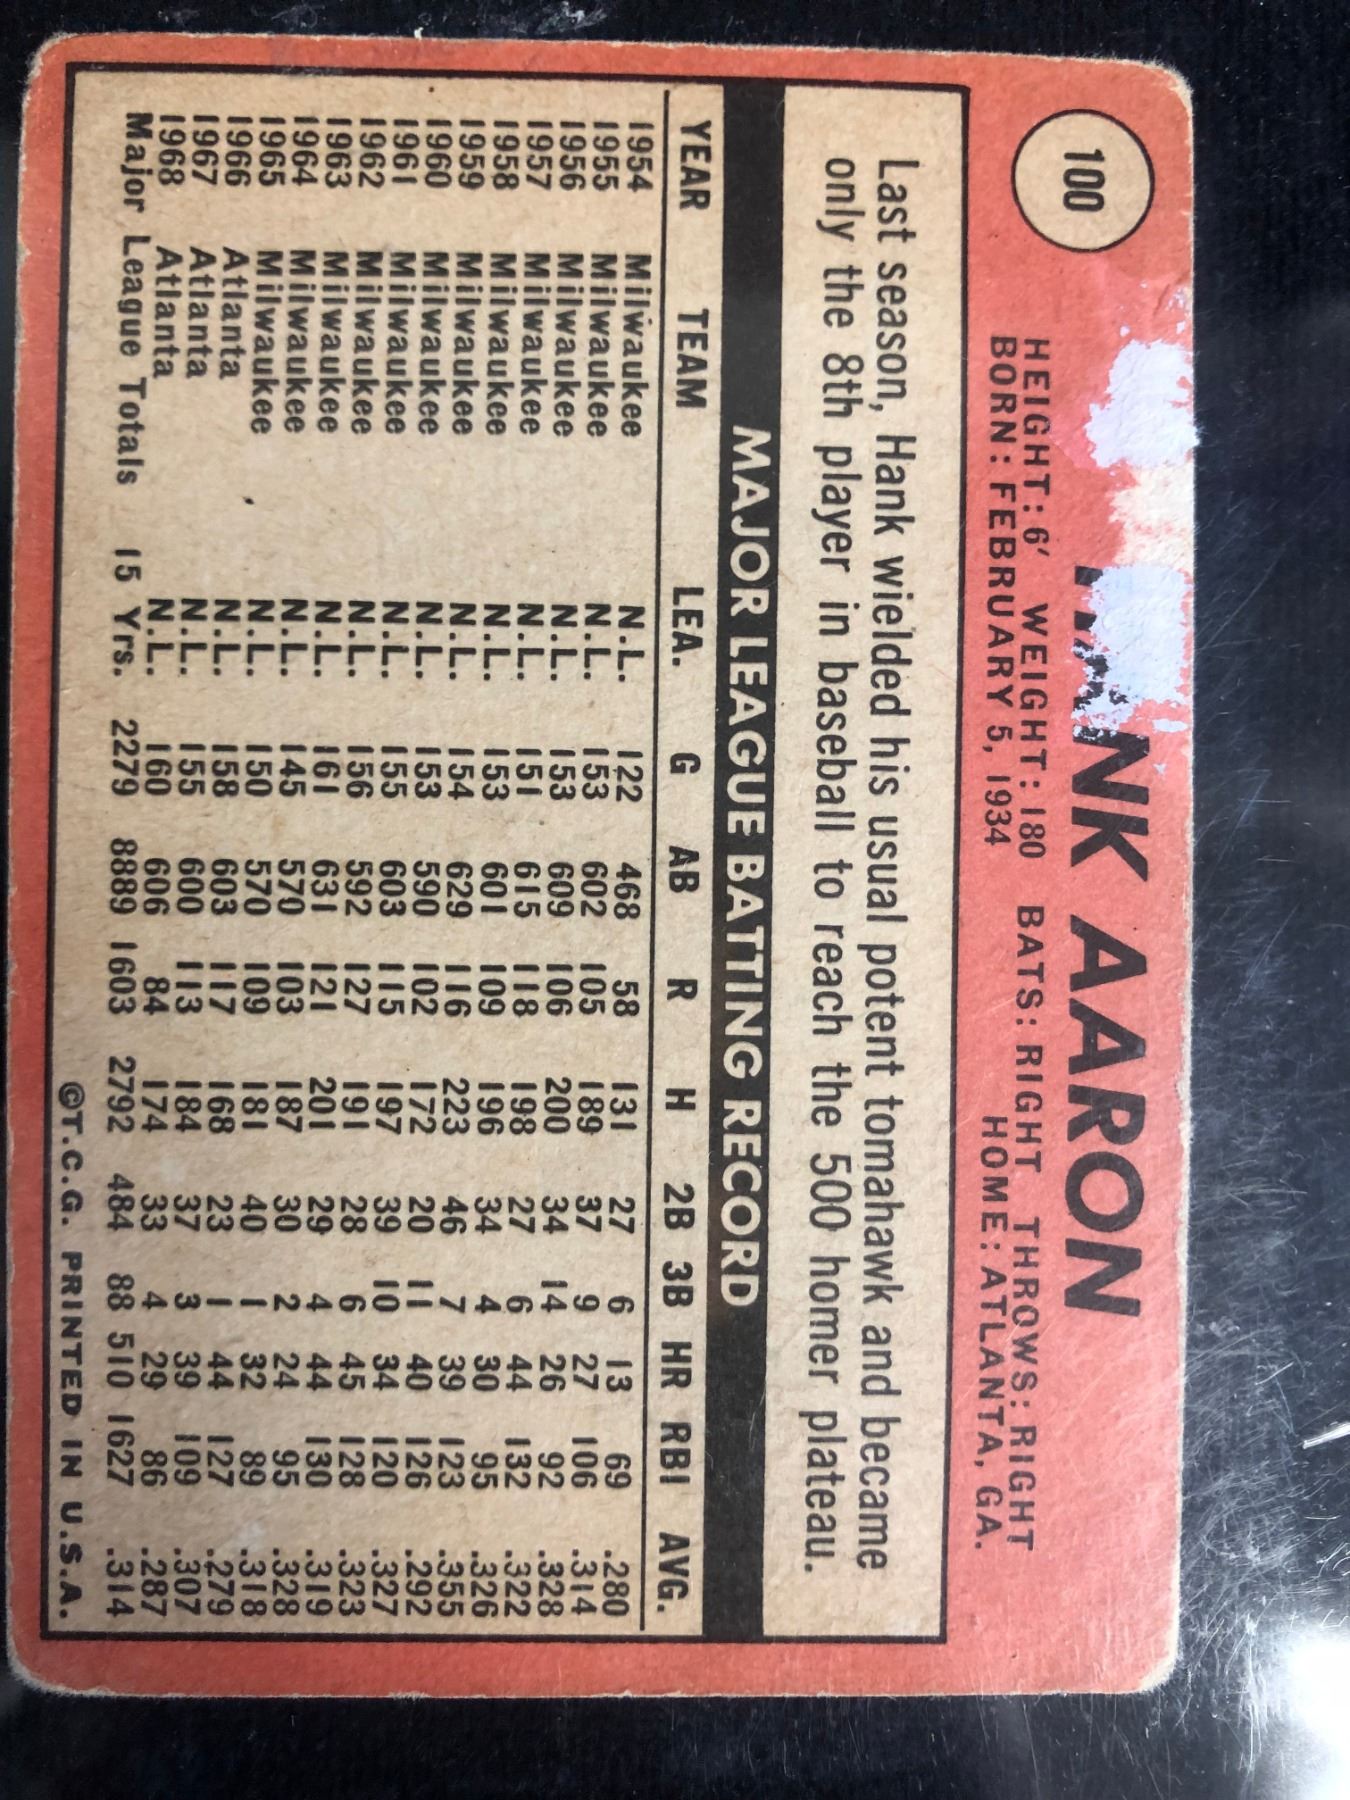 100
HANK AARON
HEIGHT: 6' WEIGHT: 180 BATS: RIGHT THROWS: RIGHT
BORN: FEBRUARY 5, 1934 HOME: ATLANTA, GA.
Last season, Hank wielded his usual potent tomahawk and became
only the 8th player in baseball to reach the 500 homer plateau.
MAJOR LEAGUE BATTING RECORD
YEAR TEAM LEA. G AB R H 2B 3B HR RBI AVG.
1954 Milwaukee N.L. 122 468 58 131 27 6 13 69 .280
1955 Milwaukee N.L. 153 602 105 189 37 9 27 106 .314
1956 Milwaukee N.L. 153 609 106 200 34 14 26 92 .328
1957 Milwaukee N.L. 151 615 118 198 27 6 44 132 .322
1958 Milwaukee N.L. 153 601 109 196 34 4 30 95 .326
1959 Milwaukee N.L. 154 629 116 223 46 7 39 123 .355
1960 Milwaukee N.L. 153 590 102 172 20 11 40 126 .292
1961 Milwaukee N.L. 155 603 115 197 39 10 34 120 .327
1962 Milwaukee N.L. 156 592 127 191 28 6 45 128 .323
1963 Milwaukee N.L. 161 631 121 201 29 4 44 130 .319
1964 Milwaukee N.L. 145 570 103 187 30 2 24 95 .328
1965 Milwaukee N.L. 150 570 109 181 40 1 32 89 .318
1966 Atlanta N.L. 158 603 117 168 23 1 44 127 .279
1967 Atlanta N.L. 155 600 113 184 37 3 39 109 .307
1968 Atlanta N.L. 160 606 84 174 33 4 29 86 .287
Major League Totals 15 Yrs. 2279 8889 1603 2792 484 88 510 1627 .314
©T.C.G. PRINTED IN U.S.A.